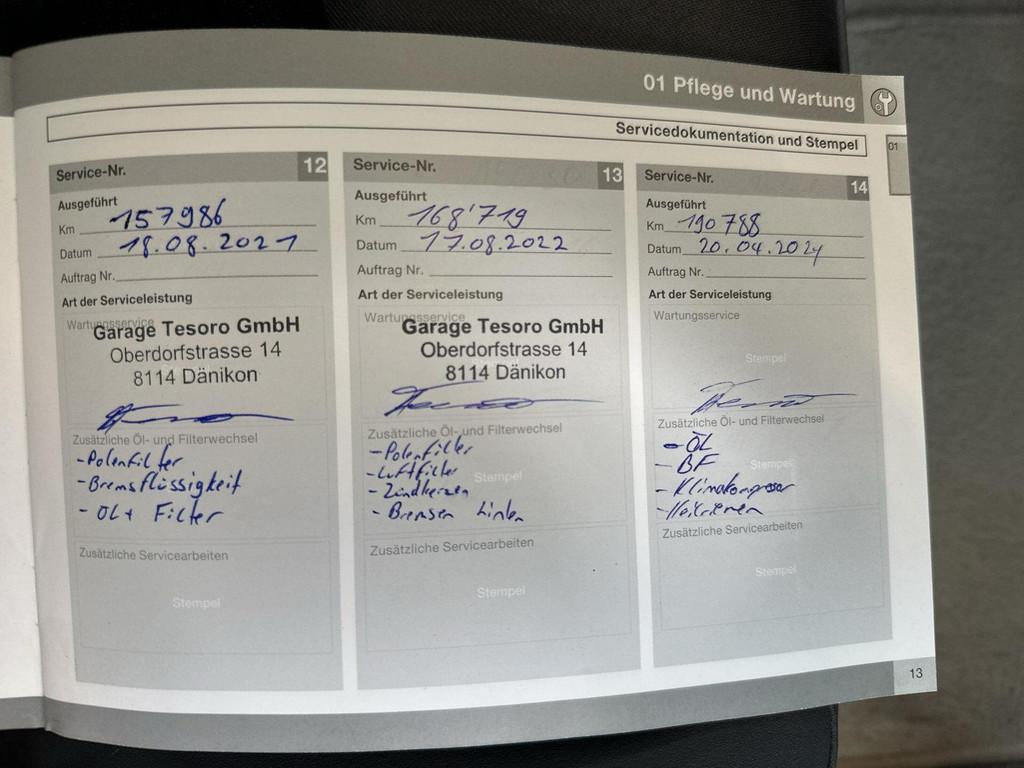 01 Pflege und Wartung
Servicedokumentation und Stempel
01
Service-Nr. 12
Ausgeführt
Km 157986
Datum 18.08.2021
Auftrag Nr.
Art der Serviceleistung
Wartungsservice
Garage Tesoro GmbH
Oberdorfstrasse 14
8114 Dänikon
Zusätzliche Öl- und Filterwechsel
-Polenfilter
-Bremsflüssigkeit
- ÖL+ Filter
Zusätzliche Servicearbeiten
Stempel
Service-Nr. 13
Ausgeführt
Km 168'719
Datum 17.08.2022
Auftrag Nr.
Art der Serviceleistung
Wartungsservice
Garage Tesoro GmbH
Oberdorfstrasse 14
8114 Dänikon
Zusätzliche Öl- und Filterwechsel
-Polenfilter
-Luftfilter
Stempel
-Zündkerzen
- Bremsen hinten
Zusätzliche Servicearbeiten
Stempel
Service-Nr. 14
Ausgeführt
Km 190788
Datum 20.04.2024
Auftrag Nr.
Art der Serviceleistung
Wartungsservice
Stempel
Zusätzliche Öl- und Filterwechsel
-ÖL
- BF
Stempel
-Klimakompressor
Zusätzliche Servicearbeiten
Stempel
13